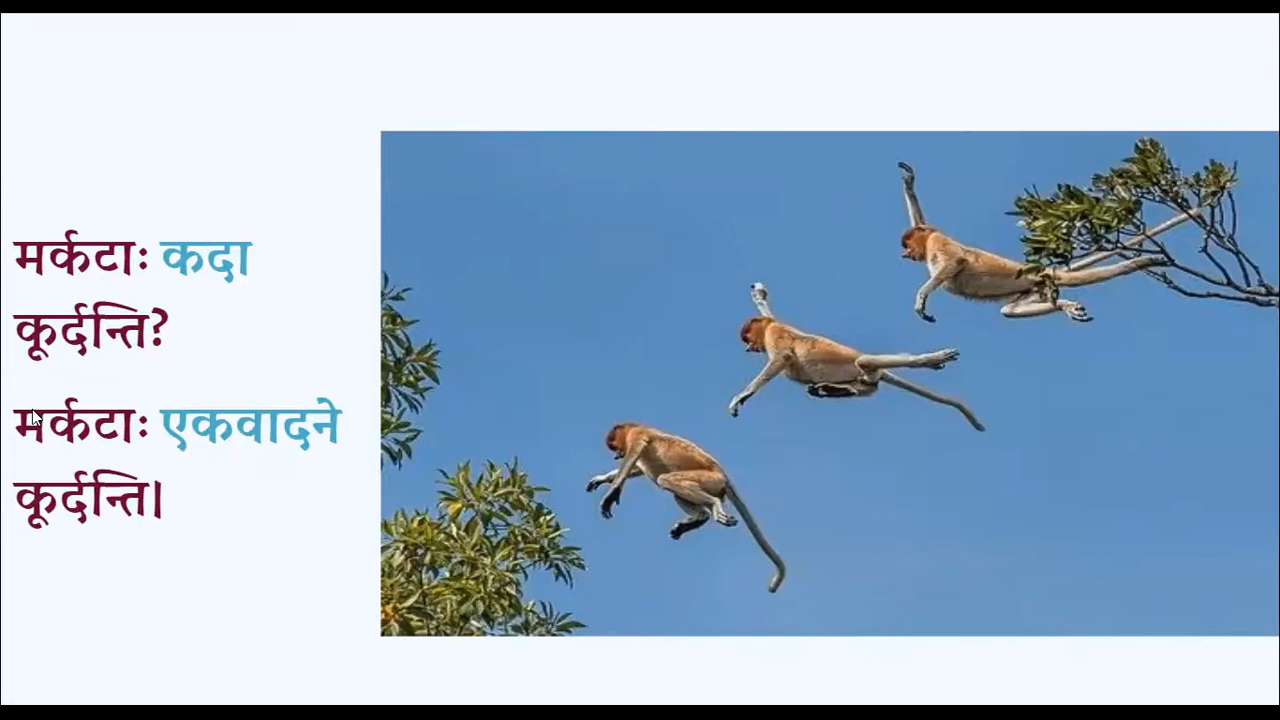 मर्कटाः कदा
कूर्दन्ति?
मर्कटाः एकवादने
कूर्दन्ति।